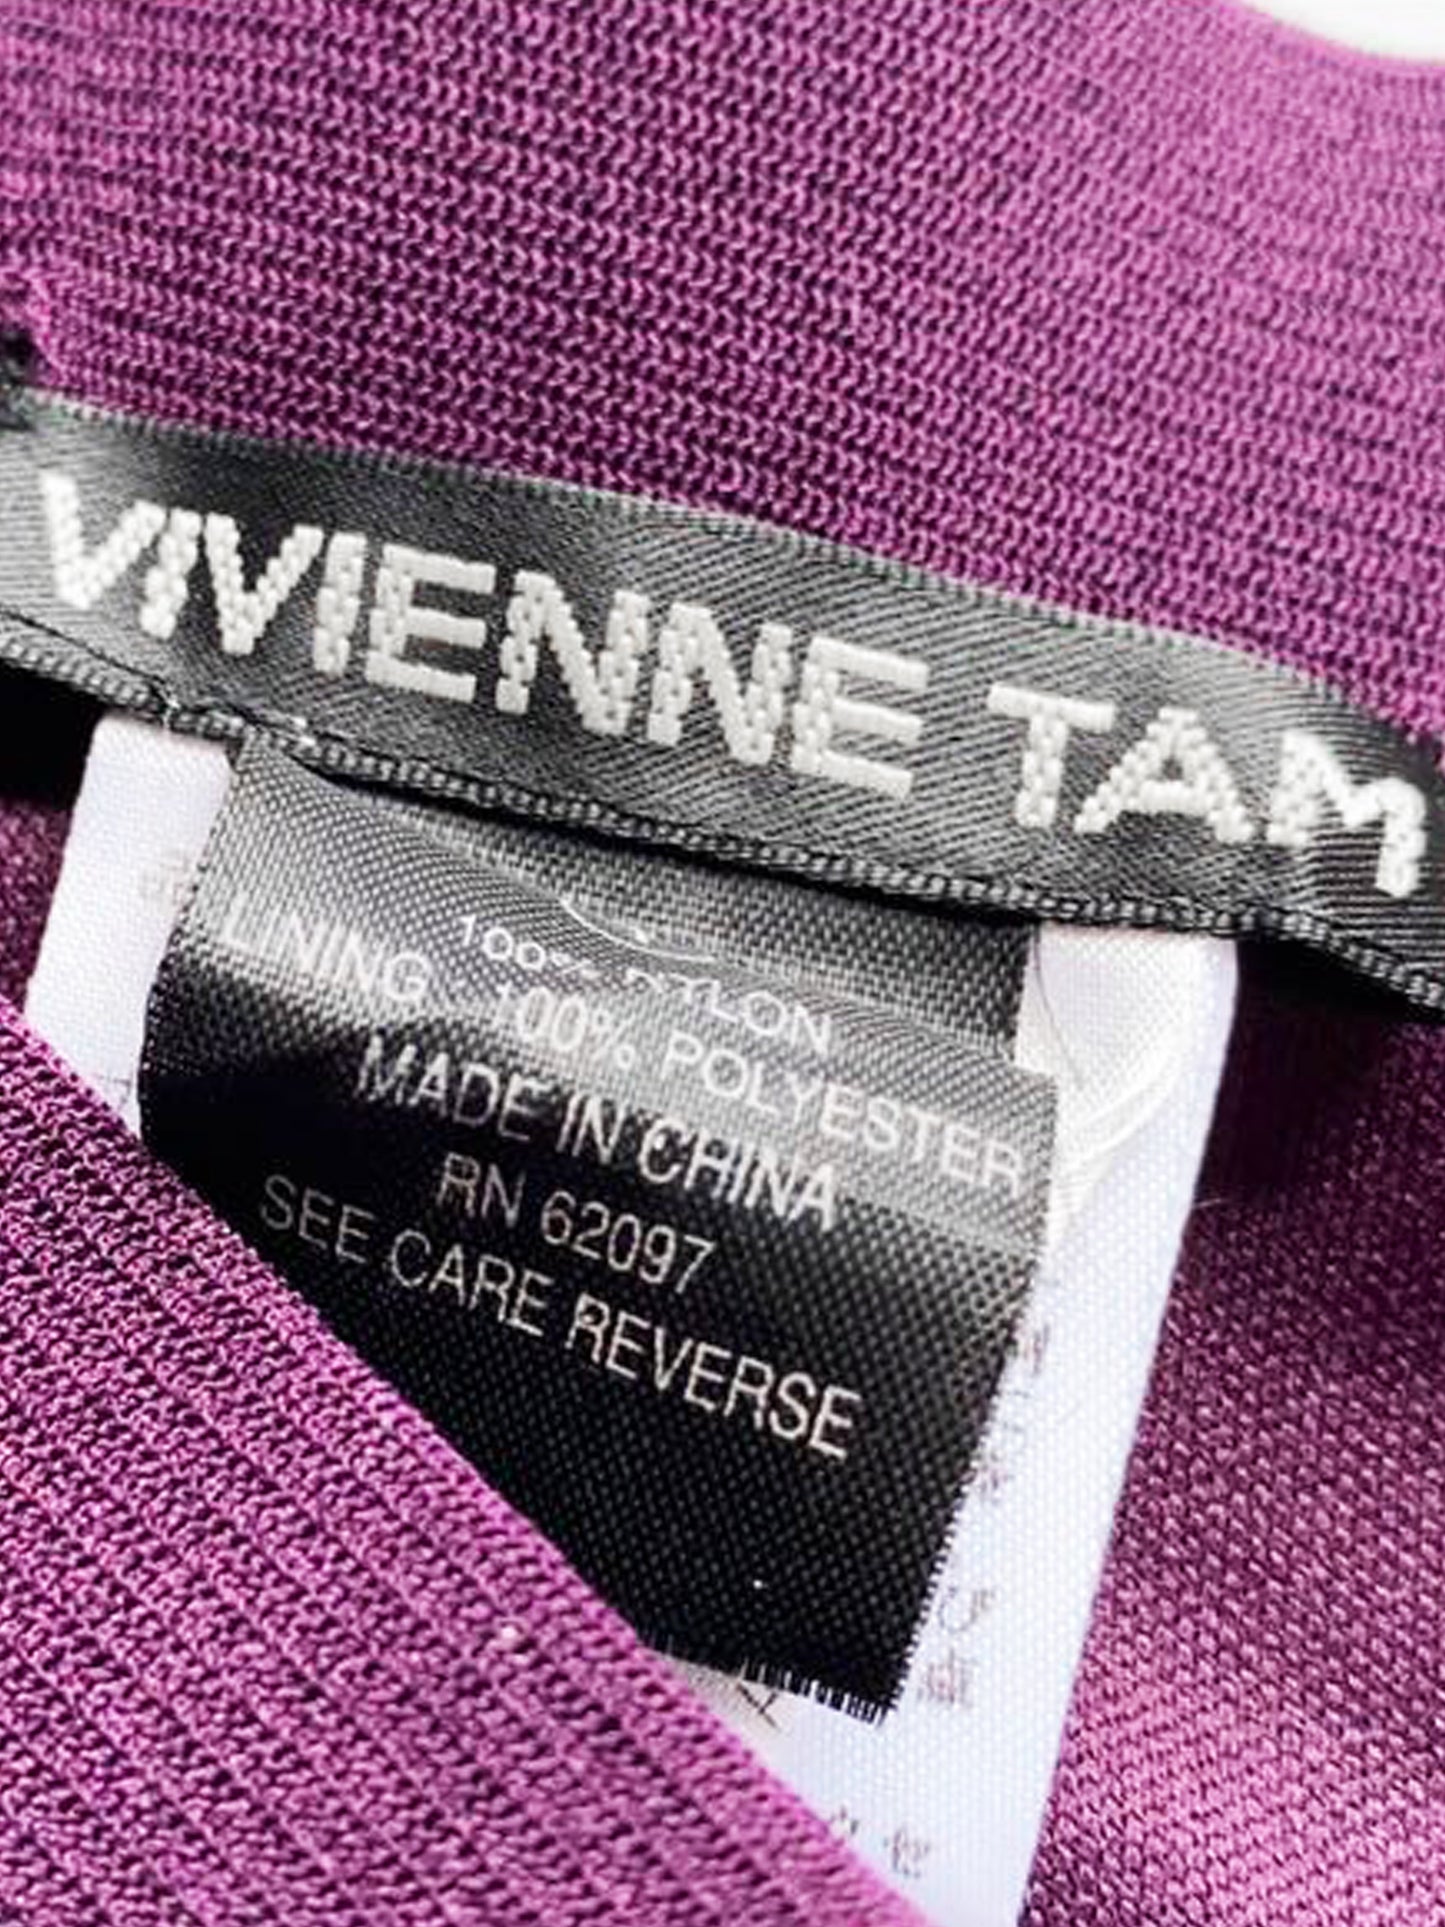 VIVIENNE TAM
100% NYLON
LINING 100% POLYESTER
MADE IN CHINA
RN 62097
SEE CARE REVERSE